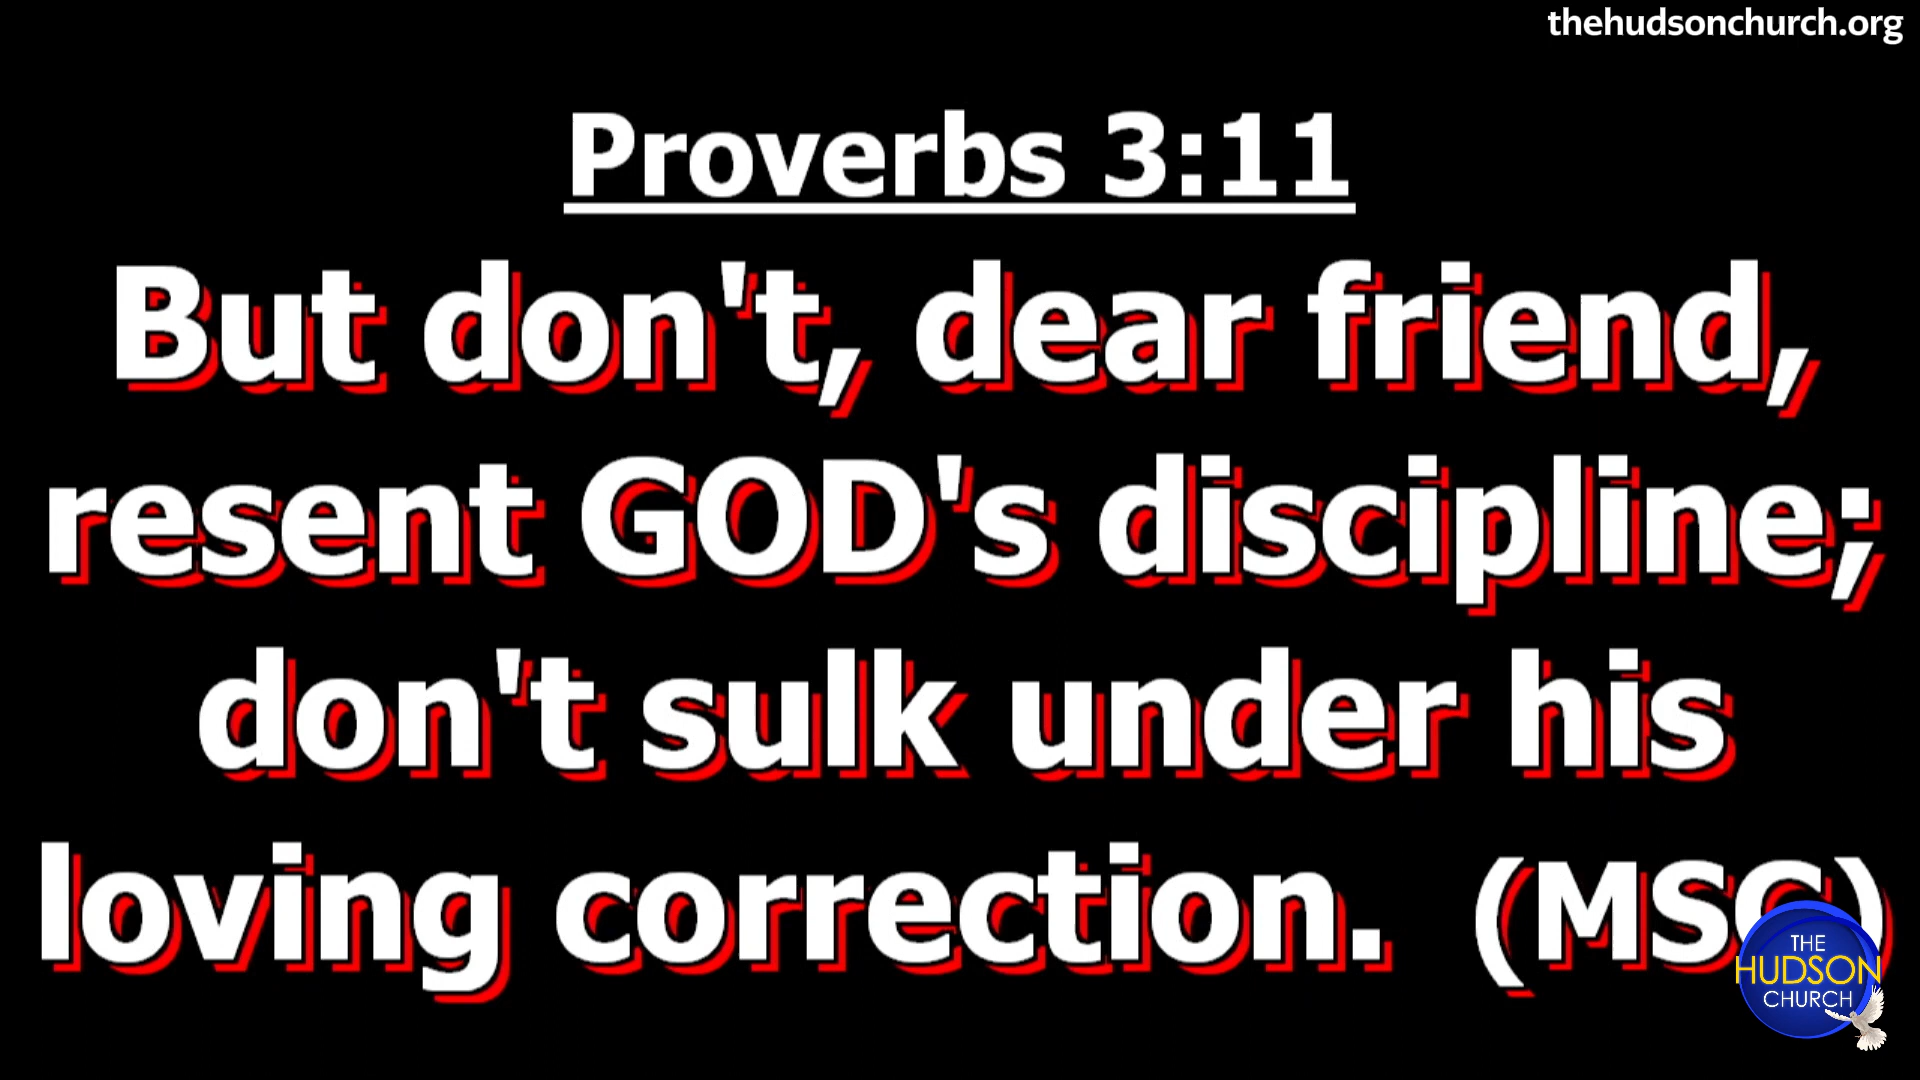 thehudsonchurch.org
Proverbs 3:11
But don't, dear friend,
resent GOD's discipline;
don't sulk under his
loving correction. (MSG)
THE
HUDSON
CHURCH